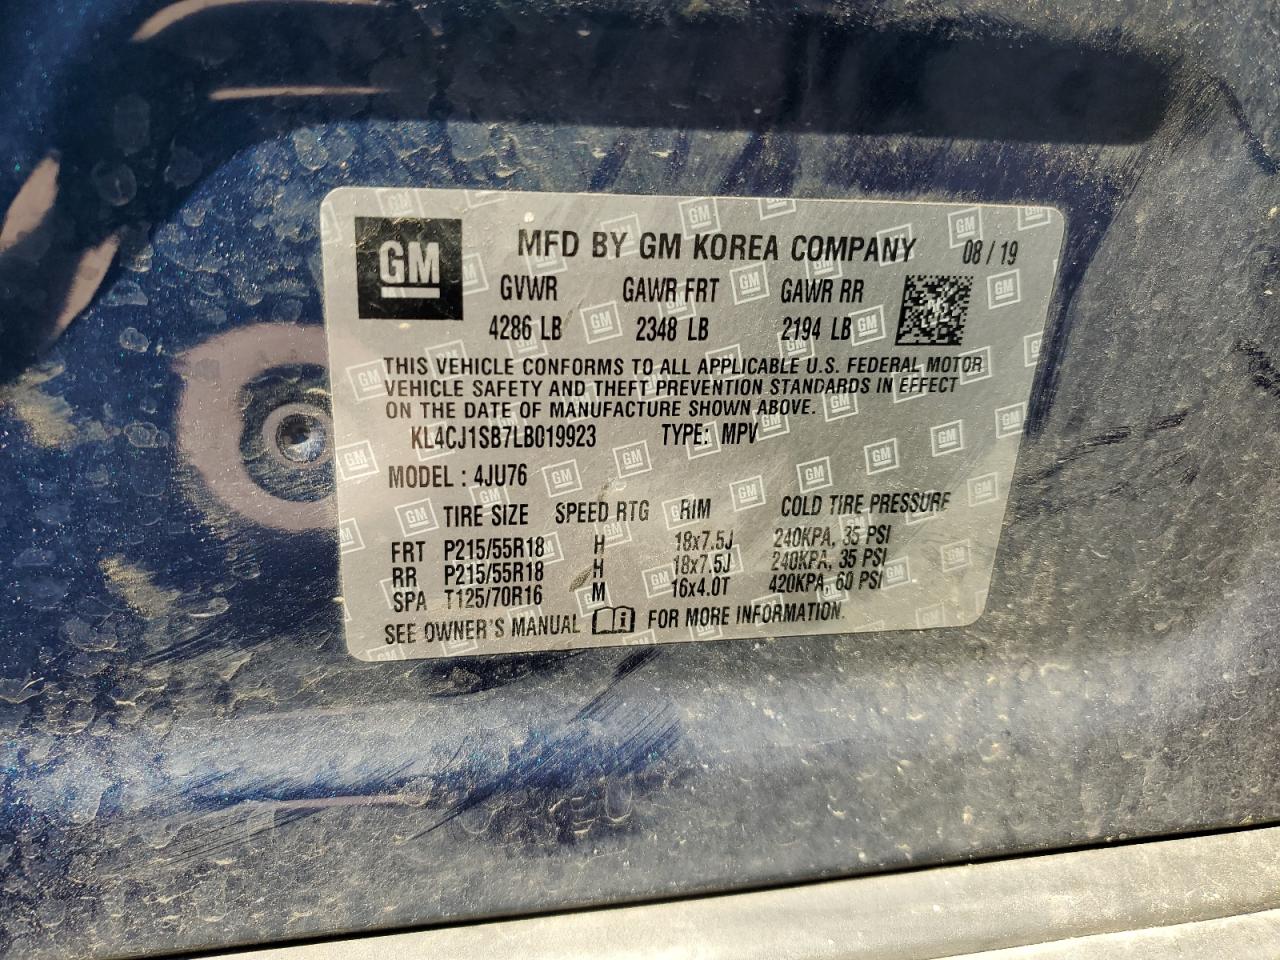 GM
MFD BY GM KOREA COMPANY 08 / 19
GVWR GAWR FRT GAWR RR
4286 LB 2348 LB 2194 LB
THIS VEHICLE CONFORMS TO ALL APPLICABLE U.S. FEDERAL MOTOR
VEHICLE SAFETY AND THEFT PREVENTION STANDARDS IN EFFECT
ON THE DATE OF MANUFACTURE SHOWN ABOVE.
KL4CJ1SB7LB019923 TYPE: MPV
MODEL : 4JU76
TIRE SIZE SPEED RTG RIM COLD TIRE PRESSURE
FRT P215/55R18 H 18x7.5J 240KPA, 35 PSI
RR P215/55R18 H 18x7.5J 240KPA, 35 PSI
SPA T125/70R16 M 16x4.0T 420KPA, 60 PSI
SEE OWNER'S MANUAL i FOR MORE INFORMATION.